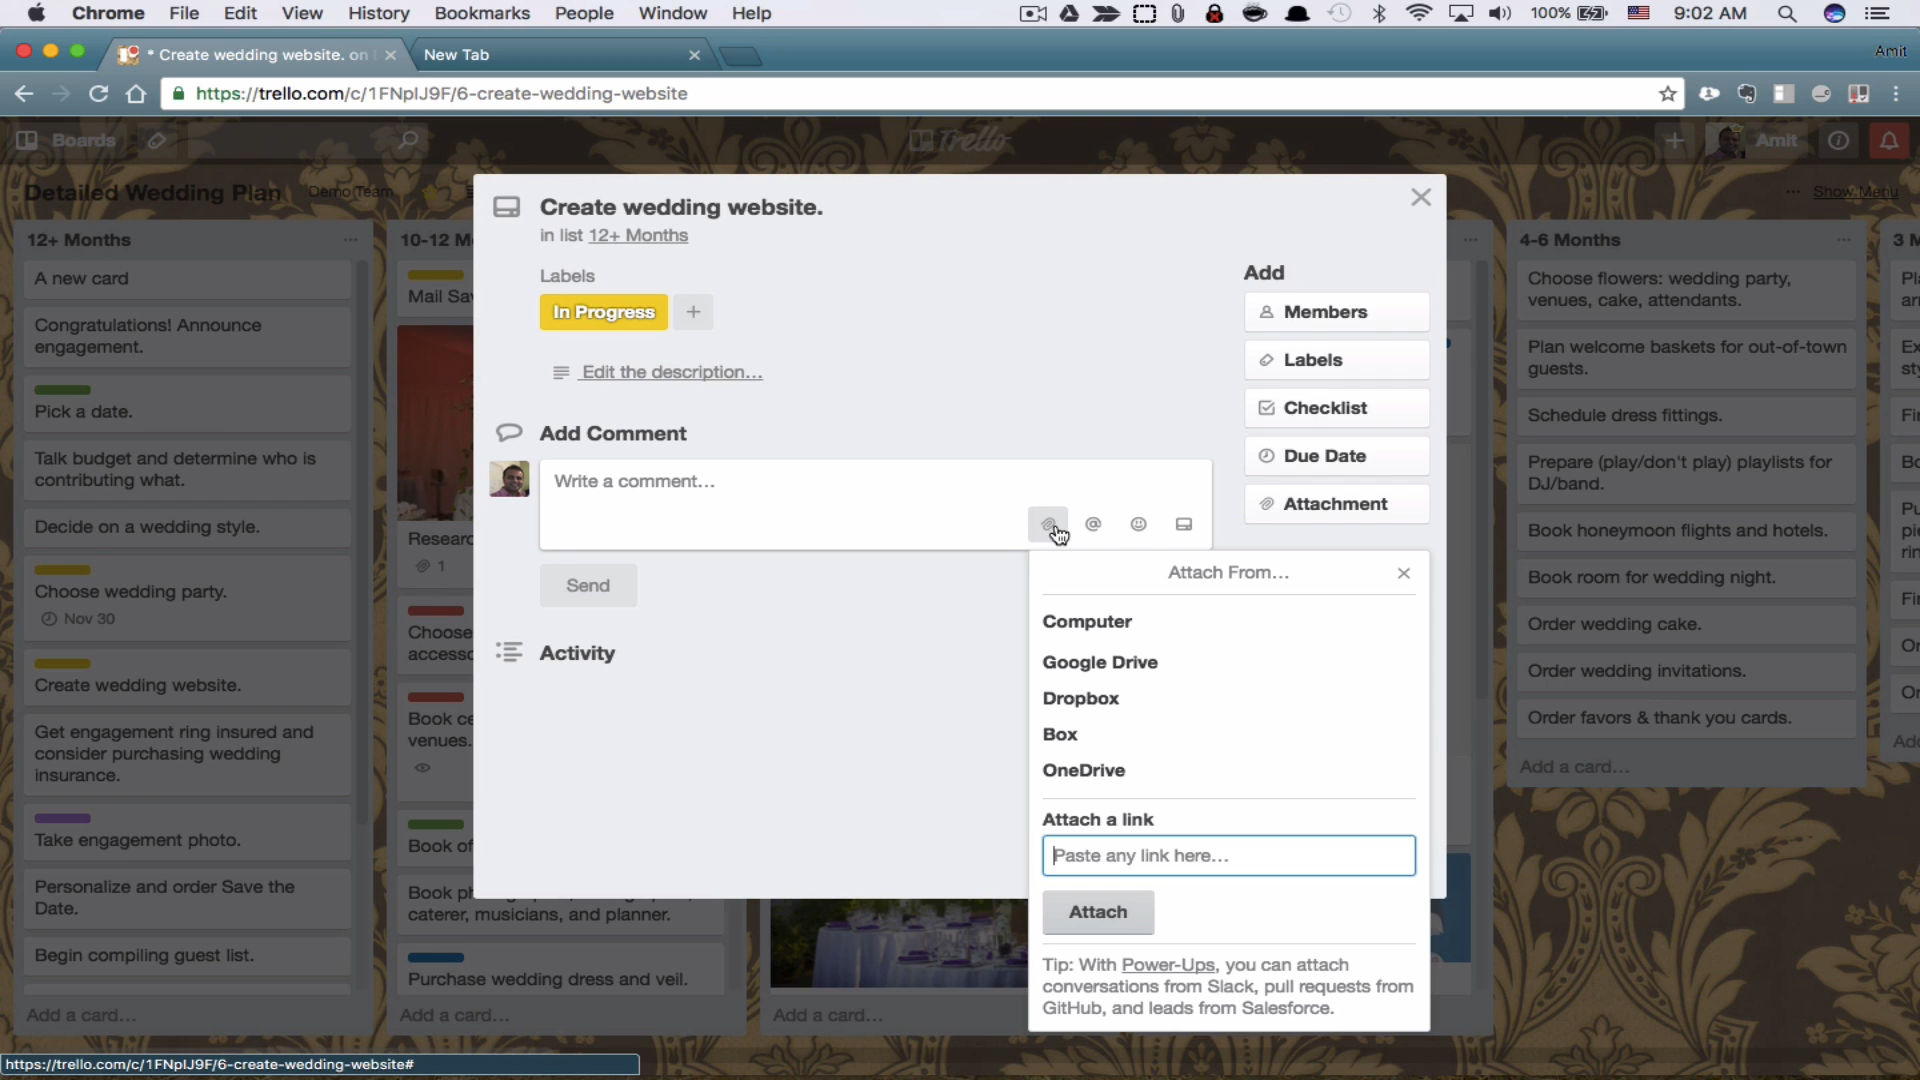 Chrome File Edit View History Bookmarks People Window Help
100% 9:02 AM
* Create wedding website. on
New Tab
Amit
https://trello.com/c/1FNpIJ9F/6-create-wedding-website
Boards
Trello
Amit
Detailed Wedding Plan
Demo Team
Show Menu
12+ Months
A new card
Congratulations! Announce
engagement.
Pick a date.
Talk budget and determine who is
contributing what.
Decide on a wedding style.
Choose wedding party.
Nov 30
Create wedding website.
Get engagement ring insured and
consider purchasing wedding
insurance.
Take engagement photo.
Personalize and order Save the
Date.
Begin compiling guest list.
Add a card...
10-12 M
Mail Sav
Researc
1
Choose
accesso
Book ce
venues.
Book of
Book ph
caterer, musicians, and planner.
Purchase wedding dress and veil.
Add a card...
Add a card...
Create wedding website.
in list 12+ Months
Labels
In Progress
+
Edit the description...
Add Comment
Write a comment...
Send
Activity
Add
Members
Labels
Checklist
Due Date
Attachment
Attach From...
Computer
Google Drive
Dropbox
Box
OneDrive
Attach a link
Paste any link here...
Attach
Tip: With Power-Ups, you can attach
conversations from Slack, pull requests from
GitHub, and leads from Salesforce.
4-6 Months
Choose flowers: wedding party,
venues, cake, attendants.
Plan welcome baskets for out-of-town
guests.
Schedule dress fittings.
Prepare (play/don't play) playlists for
DJ/band.
Book honeymoon flights and hotels.
Book room for wedding night.
Order wedding cake.
Order wedding invitations.
Order favors & thank you cards.
Add a card...
3 M
https://trello.com/c/1FNpIJ9F/6-create-wedding-website#